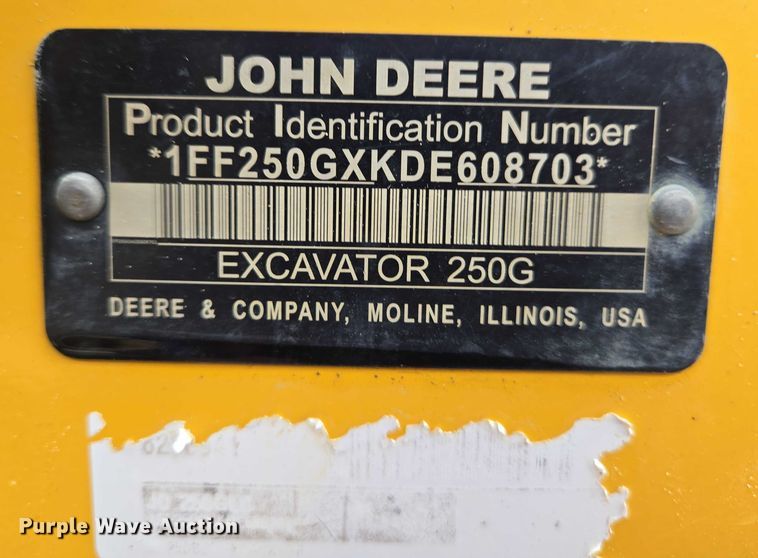 JOHN DEERE
Product Identification Number
*1FF250GXKDE608703*
EXCAVATOR 250G
DEERE & COMPANY, MOLINE, ILLINOIS, USA
Purple Wave Auction